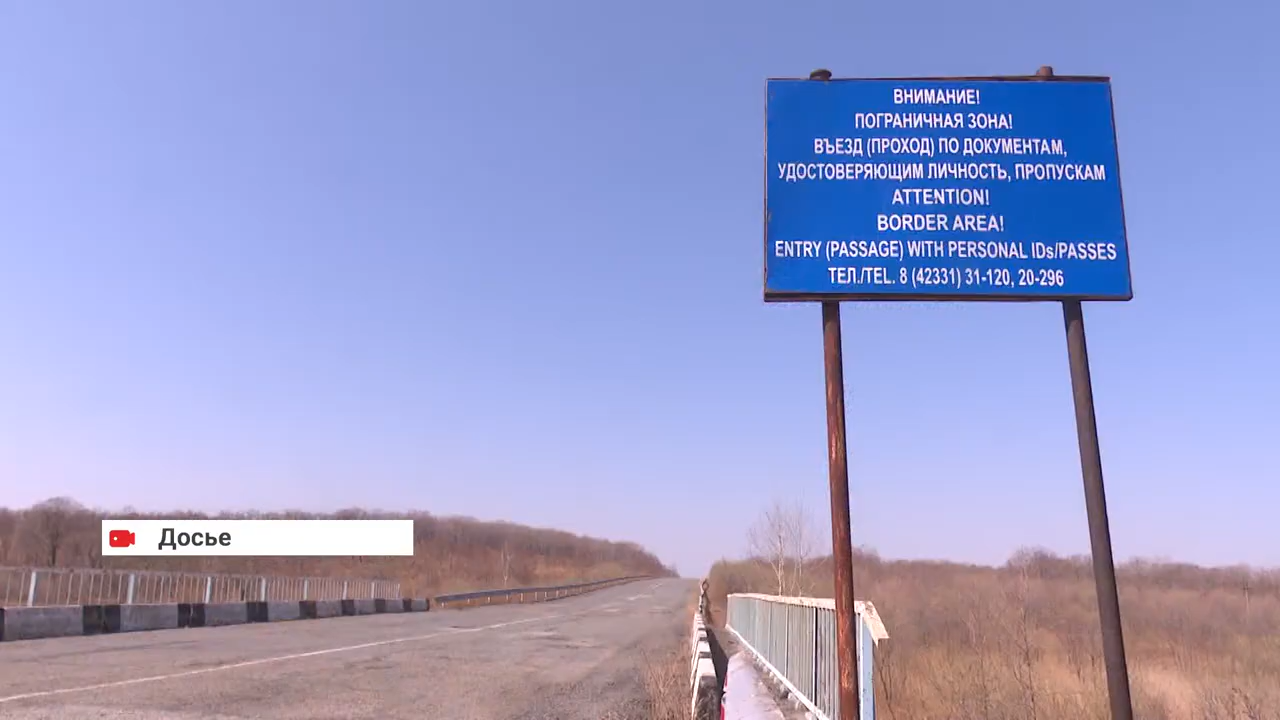 ВНИМАНИЕ!
ПОГРАНИЧНАЯ ЗОНА!
ВЪЕЗД (ПРОХОД) ПО ДОКУМЕНТАМ,
УДОСТОВЕРЯЮЩИМ ЛИЧНОСТЬ, ПРОПУСКАМ
ATTENTION!
BORDER AREA!
ENTRY (PASSAGE) WITH PERSONAL IDs/PASSES
ТЕЛ./TEL. 8 (42331) 31-120, 20-296
Досье